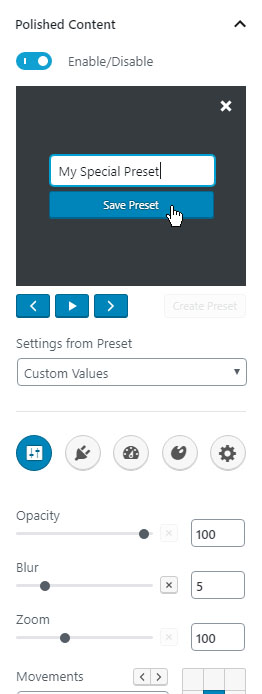 Polished Content
Enable/Disable
My Special Preset
Save Preset
Create Preset
Settings from Preset
Custom Values
Opacity
100
Blur
5
Zoom
100
Movements